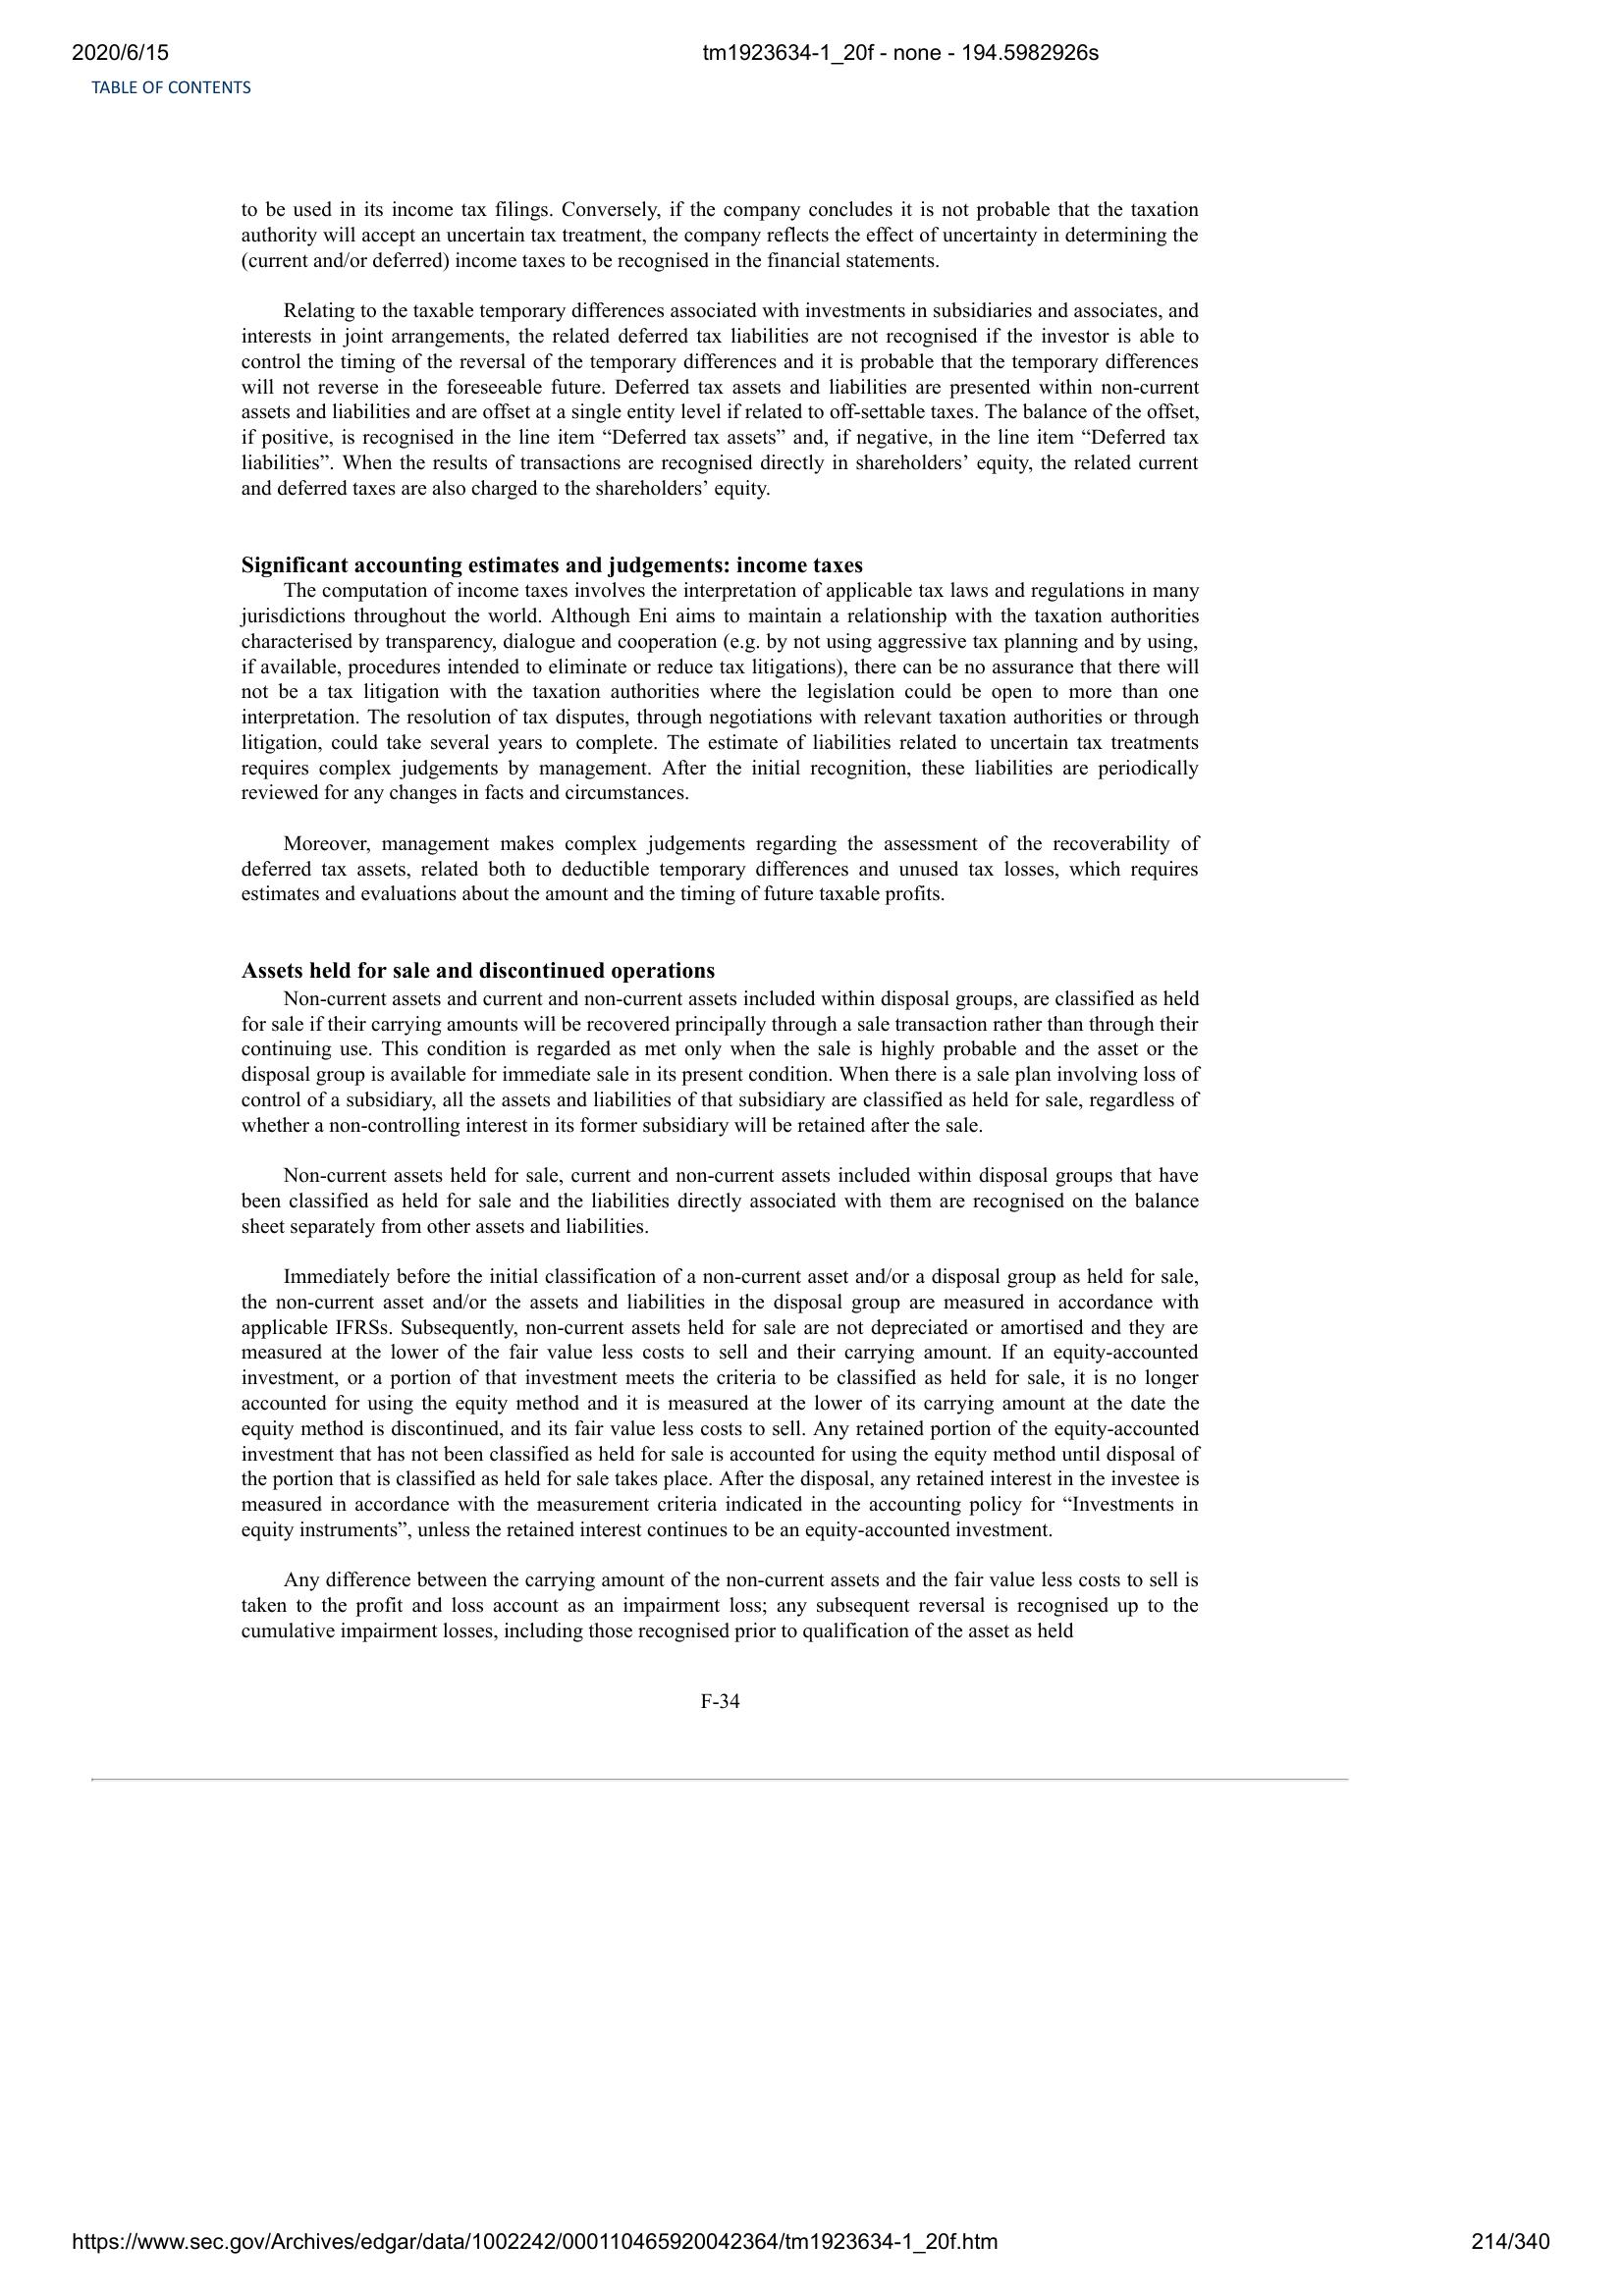 2020/6/15 tm1923634-1_20f - none - 194.5982926s
TABLE OF CONTENTS
to be used in its income tax filings. Conversely, if the company concludes it is not probable that the taxation
authority will accept an uncertain tax treatment, the company reflects the effect of uncertainty in determining the
(current and/or deferred) income taxes to be recognised in the financial statements.
Relating to the taxable temporary differences associated with investments in subsidiaries and associates, and
interests in joint arrangements, the related deferred tax liabilities are not recognised if the investor is able to
control the timing of the reversal of the temporary differences and it is probable that the temporary differences
will not reverse in the foreseeable future. Deferred tax assets and liabilities are presented within non-current
assets and liabilities and are offset at a single entity level if related to off-settable taxes. The balance of the offset,
if positive, is recognised in the line item “Deferred tax assets” and, if negative, in the line item “Deferred tax
liabilities”. When the results of transactions are recognised directly in shareholders’ equity, the related current
and deferred taxes are also charged to the shareholders’ equity.
Significant accounting estimates and judgements: income taxes
The computation of income taxes involves the interpretation of applicable tax laws and regulations in many
jurisdictions throughout the world. Although Eni aims to maintain a relationship with the taxation authorities
characterised by transparency, dialogue and cooperation (e.g. by not using aggressive tax planning and by using,
if available, procedures intended to eliminate or reduce tax litigations), there can be no assurance that there will
not be a tax litigation with the taxation authorities where the legislation could be open to more than one
interpretation. The resolution of tax disputes, through negotiations with relevant taxation authorities or through
litigation, could take several years to complete. The estimate of liabilities related to uncertain tax treatments
requires complex judgements by management. After the initial recognition, these liabilities are periodically
reviewed for any changes in facts and circumstances.
Moreover, management makes complex judgements regarding the assessment of the recoverability of
deferred tax assets, related both to deductible temporary differences and unused tax losses, which requires
estimates and evaluations about the amount and the timing of future taxable profits.
Assets held for sale and discontinued operations
Non-current assets and current and non-current assets included within disposal groups, are classified as held
for sale if their carrying amounts will be recovered principally through a sale transaction rather than through their
continuing use. This condition is regarded as met only when the sale is highly probable and the asset or the
disposal group is available for immediate sale in its present condition. When there is a sale plan involving loss of
control of a subsidiary, all the assets and liabilities of that subsidiary are classified as held for sale, regardless of
whether a non-controlling interest in its former subsidiary will be retained after the sale.
Non-current assets held for sale, current and non-current assets included within disposal groups that have
been classified as held for sale and the liabilities directly associated with them are recognised on the balance
sheet separately from other assets and liabilities.
Immediately before the initial classification of a non-current asset and/or a disposal group as held for sale,
the non-current asset and/or the assets and liabilities in the disposal group are measured in accordance with
applicable IFRSs. Subsequently, non-current assets held for sale are not depreciated or amortised and they are
measured at the lower of the fair value less costs to sell and their carrying amount. If an equity-accounted
investment, or a portion of that investment meets the criteria to be classified as held for sale, it is no longer
accounted for using the equity method and it is measured at the lower of its carrying amount at the date the
equity method is discontinued, and its fair value less costs to sell. Any retained portion of the equity-accounted
investment that has not been classified as held for sale is accounted for using the equity method until disposal of
the portion that is classified as held for sale takes place. After the disposal, any retained interest in the investee is
measured in accordance with the measurement criteria indicated in the accounting policy for “Investments in
equity instruments”, unless the retained interest continues to be an equity-accounted investment.
Any difference between the carrying amount of the non-current assets and the fair value less costs to sell is
taken to the profit and loss account as an impairment loss; any subsequent reversal is recognised up to the
cumulative impairment losses, including those recognised prior to qualification of the asset as held
F-34
https://www.sec.gov/Archives/edgar/data/1002242/000110465920042364/tm1923634-1_20f.htm 214/340